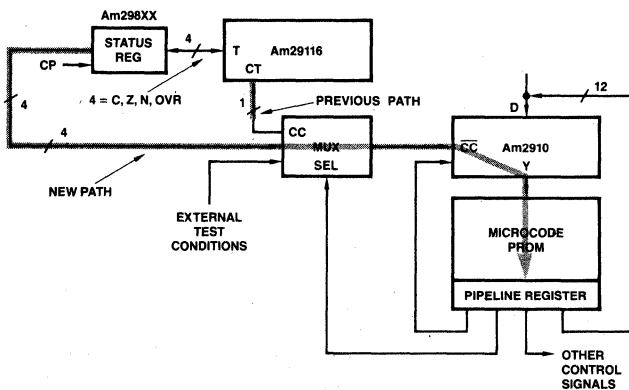 Am298XX
STATUS
REG
CP
4
T
Am29116
CT
4 = C, Z, N, OVR
1
PREVIOUS PATH
4
4
NEW PATH
CC
MUX
SEL
EXTERNAL
TEST
CONDITIONS
12
D
C̅C̅
Am2910
Y
MICROCODE
PROM
PIPELINE REGISTER
OTHER
CONTROL
SIGNALS